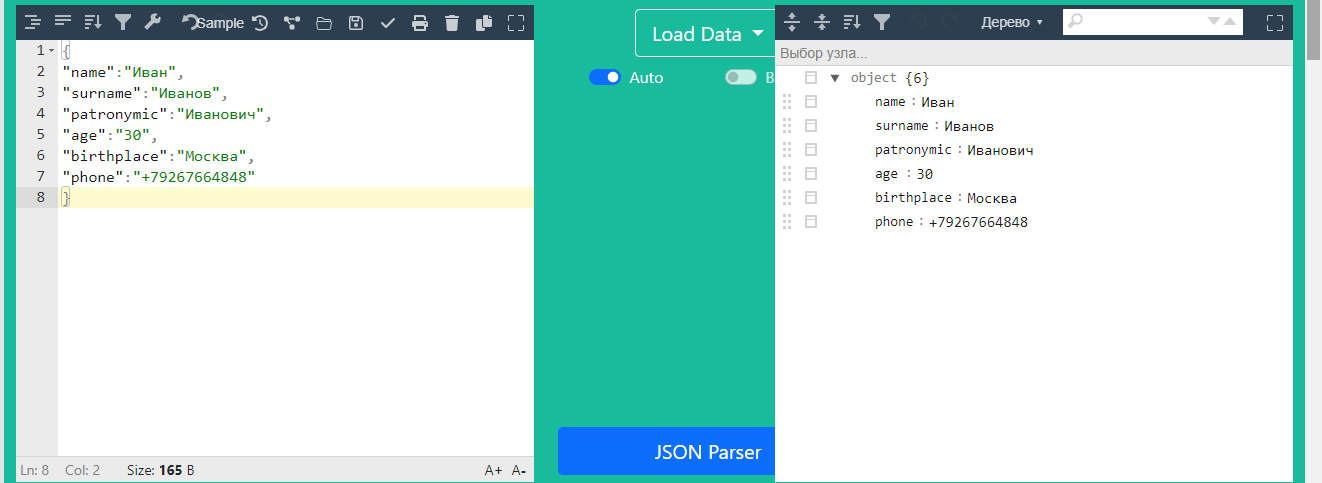 Sample
1 {
2 "name":"Иван",
3 "surname":"Иванов",
4 "patronymic":"Иванович",
5 "age":"30",
6 "birthplace":"Москва",
7 "phone":"+79267664848"
8 }
Ln: 8 Col: 2 Size: 165 B A+ A-
Load Data
Auto B
JSON Parser
Дерево
Выбор узла...
object {6}
name : Иван
surname : Иванов
patronymic : Иванович
age : 30
birthplace : Москва
phone : +79267664848